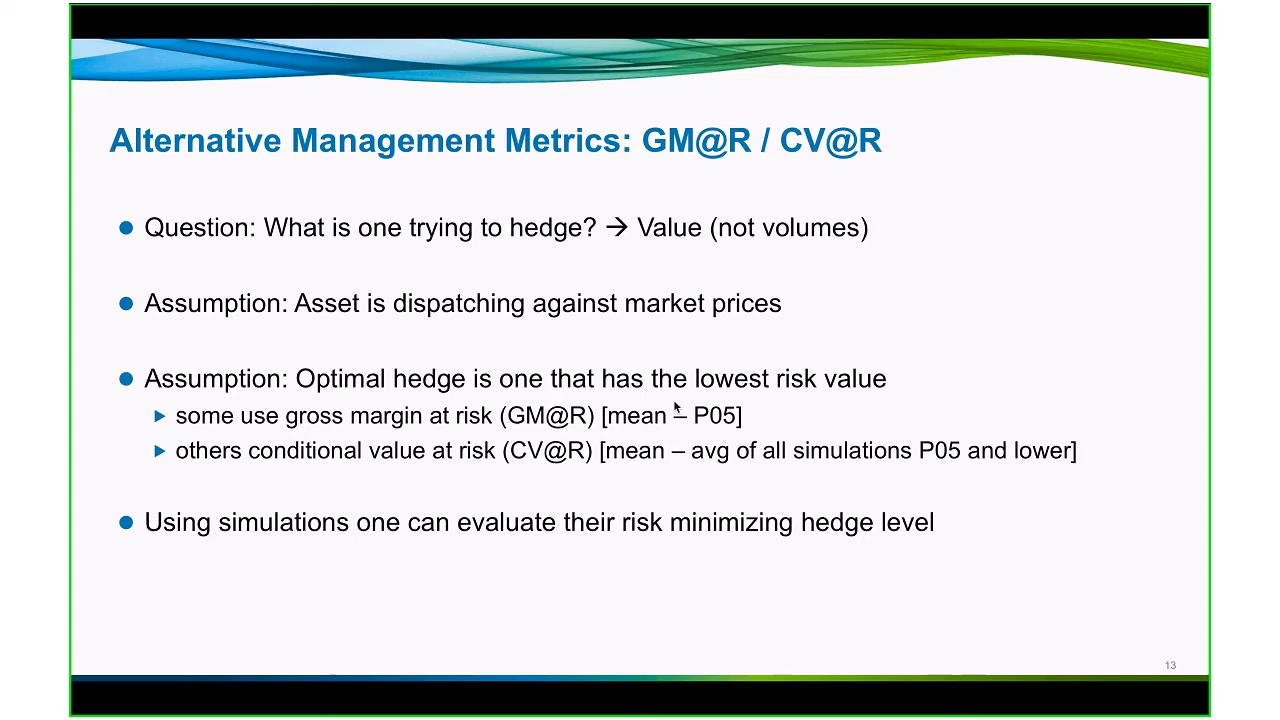 Alternative Management Metrics: GM@R / CV@R
Question: What is one trying to hedge? → Value (not volumes)
Assumption: Asset is dispatching against market prices
Assumption: Optimal hedge is one that has the lowest risk value
some use gross margin at risk (GM@R) [mean – P05]
others conditional value at risk (CV@R) [mean – avg of all simulations P05 and lower]
Using simulations one can evaluate their risk minimizing hedge level
13